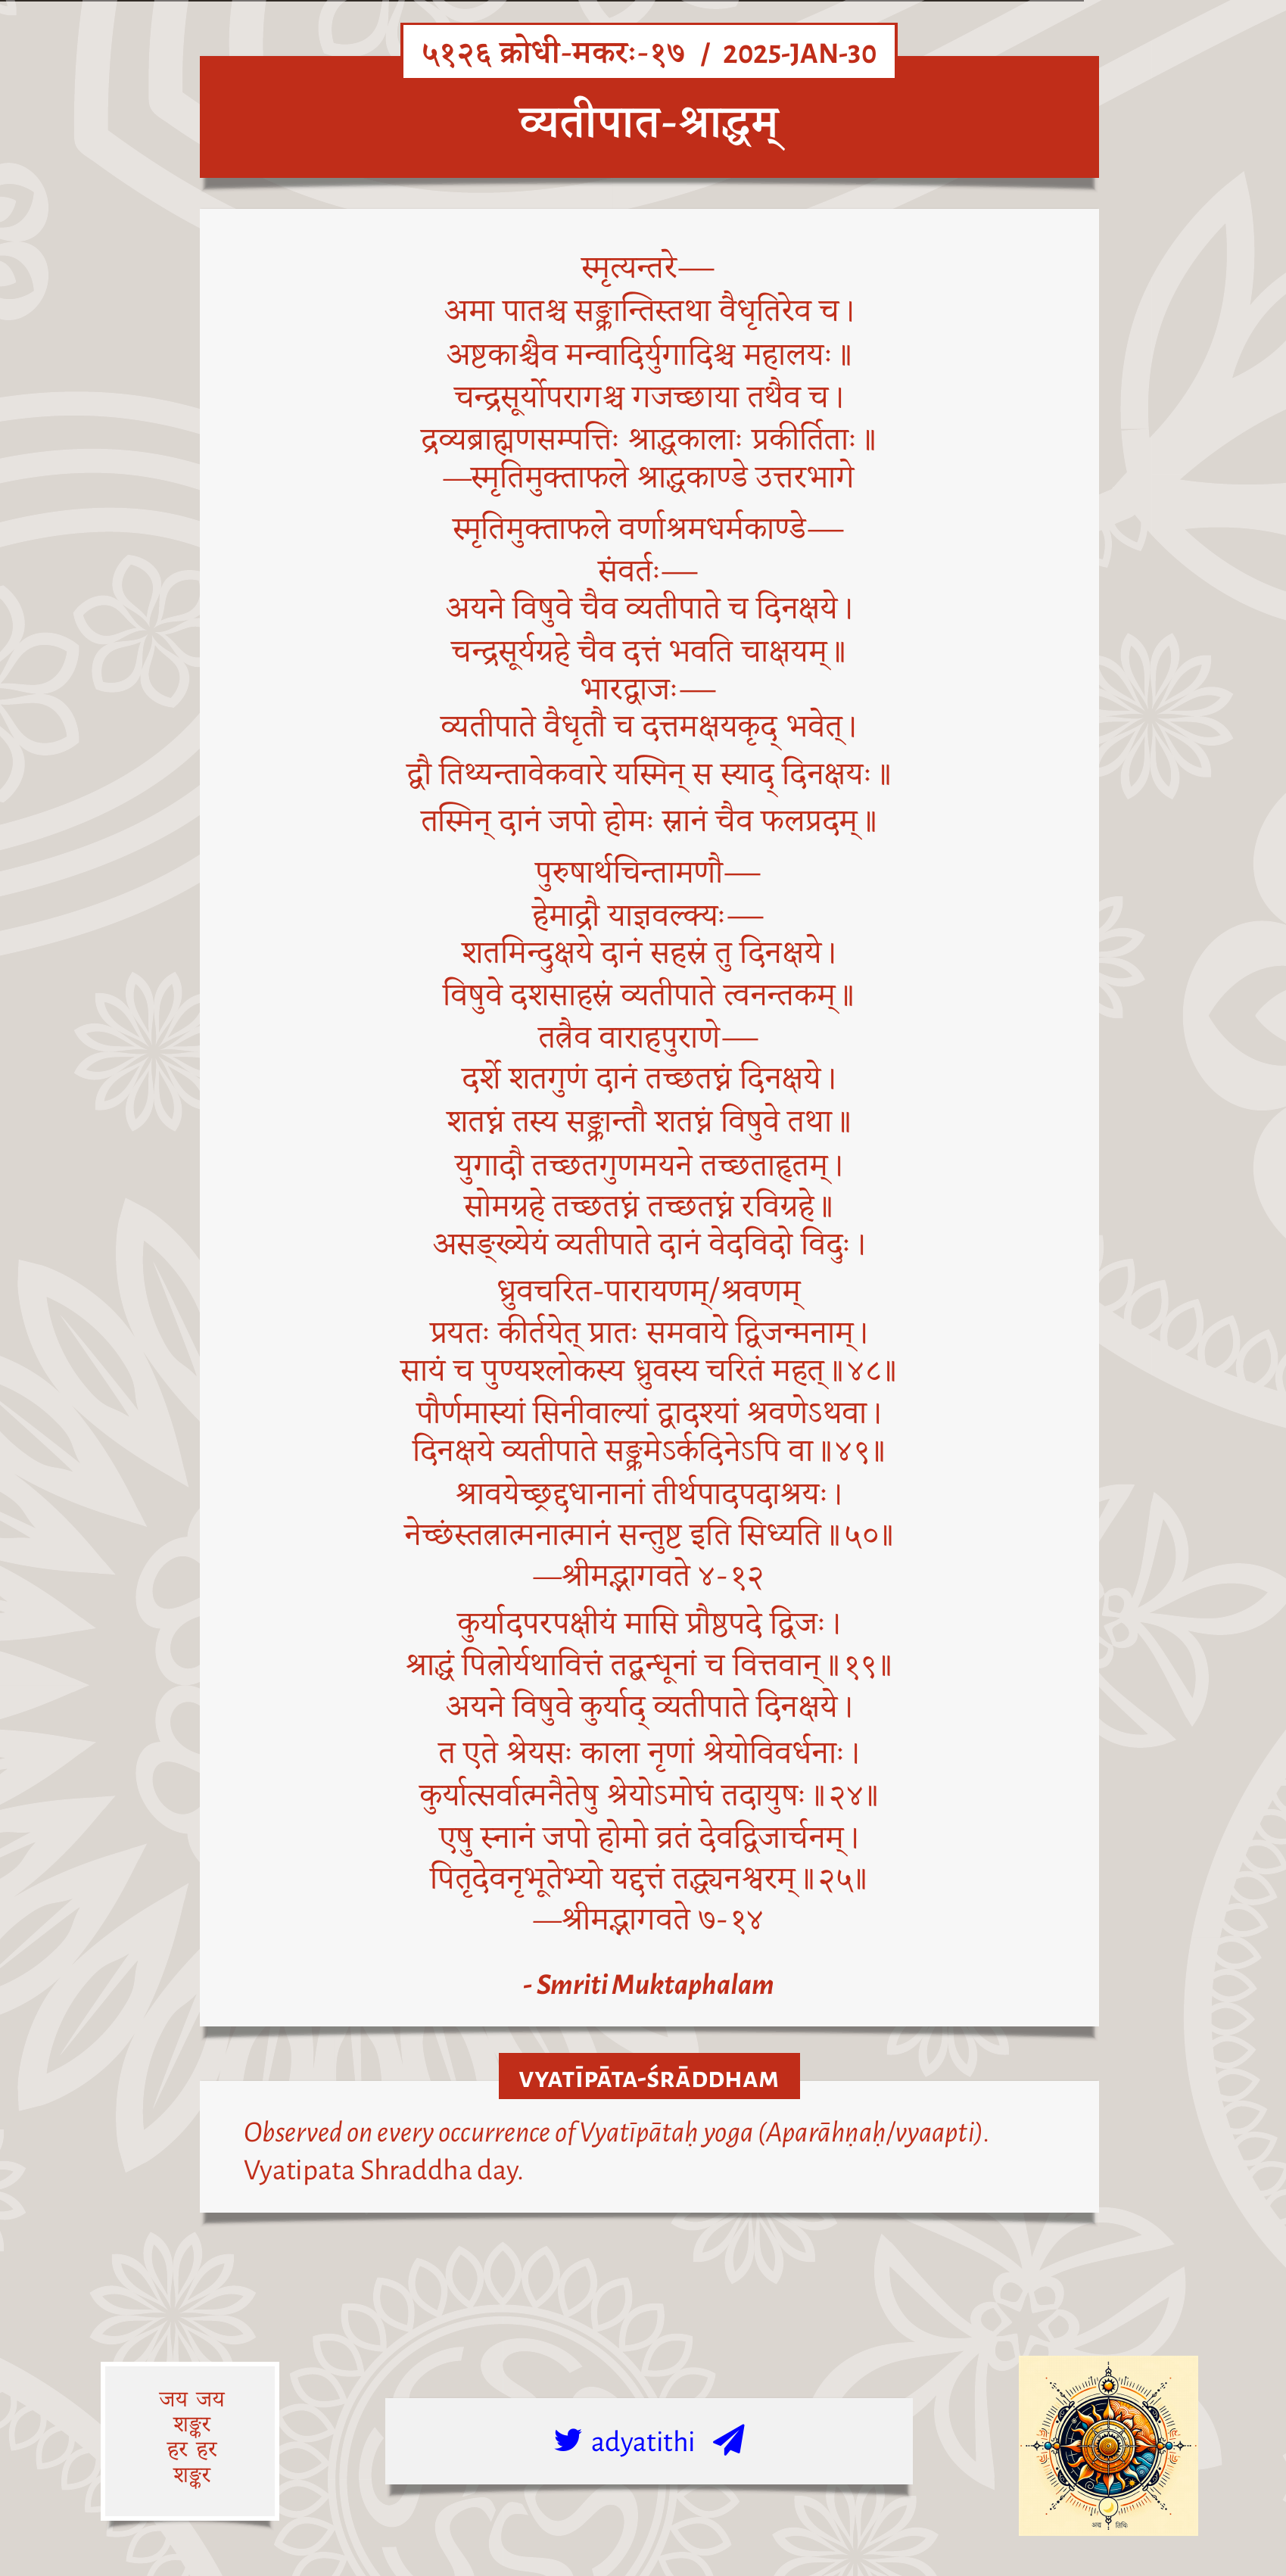 ५१२६ क्रोधी-मकरः-१७ / 2025-JAN-30
व्यतीपात-श्राद्धम्
स्मृत्यन्तरे—
अमा पातश्च सङ्क्रान्तिस्तथा वैधृतिरेव च।
अष्टकाश्चैव मन्वादिर्युगादिश्च महालयः॥
चन्द्रसूर्योपरागश्च गजच्छाया तथैव च।
द्रव्यब्राह्मणसम्पत्तिः श्राद्धकालाः प्रकीर्तिताः॥
—स्मृतिमुक्ताफले श्राद्धकाण्डे उत्तरभागे
स्मृतिमुक्ताफले वर्णाश्रमधर्मकाण्डे—
संवर्तः—
अयने विषुवे चैव व्यतीपाते च दिनक्षये।
चन्द्रसूर्यग्रहे चैव दत्तं भवति चाक्षयम्॥
भारद्वाजः—
व्यतीपाते वैधृतौ च दत्तमक्षयकृद् भवेत्।
द्वौ तिथ्यन्तावेकवारे यस्मिन् स स्याद् दिनक्षयः॥
तस्मिन् दानं जपो होमः स्नानं चैव फलप्रदम्॥
पुरुषार्थचिन्तामणौ—
हेमाद्रौ याज्ञवल्क्यः—
शतमिन्दुक्षये दानं सहस्रं तु दिनक्षये।
विषुवे दशसाहस्रं व्यतीपाते त्वनन्तकम्॥
तत्रैव वाराहपुराणे—
दर्शे शतगुणं दानं तच्छतघ्नं दिनक्षये।
शतघ्नं तस्य सङ्क्रान्तौ शतघ्नं विषुवे तथा॥
युगादौ तच्छतगुणमयने तच्छताहृतम्।
सोमग्रहे तच्छतघ्नं तच्छतघ्नं रविग्रहे॥
असङ्ख्येयं व्यतीपाते दानं वेदविदो विदुः।
ध्रुवचरित-पारायणम्/श्रवणम्
प्रयतः कीर्तयेत् प्रातः समवाये द्विजन्मनाम्।
सायं च पुण्यश्लोकस्य ध्रुवस्य चरितं महत्॥४८॥
पौर्णमास्यां सिनीवाल्यां द्वादश्यां श्रवणेऽथवा।
दिनक्षये व्यतीपाते सङ्क्रमेऽर्कदिनेऽपि वा॥४९॥
श्रावयेच्छ्रद्दधानानां तीर्थपादपदाश्रयः।
नेच्छंस्तत्रात्मनात्मानं सन्तुष्ट इति सिध्यति॥५०॥
—श्रीमद्भागवते ४-१२
कुर्यादपरपक्षीयं मासि प्रौष्ठपदे द्विजः।
श्राद्धं पित्रोर्यथावित्तं तद्बन्धूनां च वित्तवान्॥१९॥
अयने विषुवे कुर्याद् व्यतीपाते दिनक्षये।
त एते श्रेयसः काला नृणां श्रेयोविवर्धनाः।
कुर्यात्सर्वात्मनैतेषु श्रेयोऽमोघं तदायुषः॥२४॥
एषु स्नानं जपो होमो व्रतं देवद्विजार्चनम्।
पितृदेवनृभूतेभ्यो यद्दत्तं तद्ध्यनश्वरम्॥२५॥
—श्रीमद्भागवते ७-१४
- Smriti Muktaphalam
VYATĪPĀTA-ŚRĀDDHAM
Observed on every occurrence of Vyatīpātaḥ yoga (Aparāhṇaḥ/vyaapti).
Vyatipata Shraddha day.
जय जय
शङ्कर
हर हर
शङ्कर
adyatithi
अद्य तिथिः